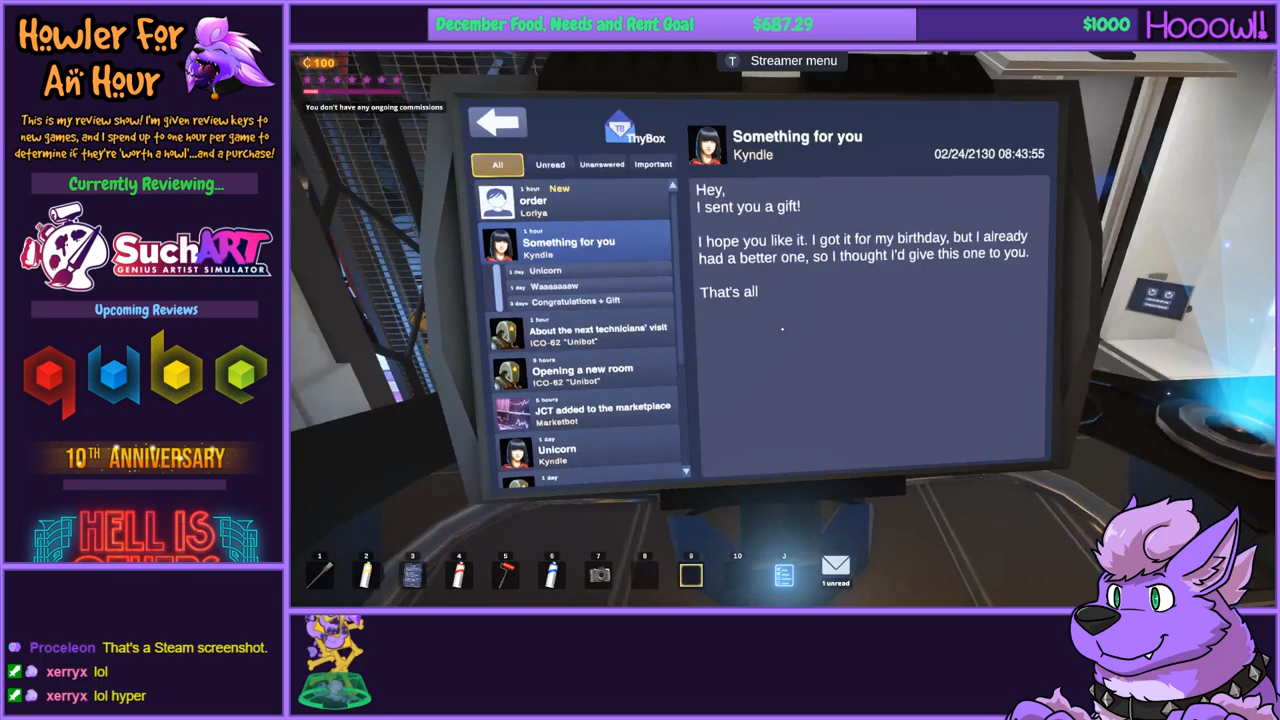 Howler For
An Hour
This is my review show! I'm given review keys to
new games, and I spend up to one hour per game to
determine if they're 'worth a howl'...and a purchase!
Currently Reviewing...
SuchART
GENIUS ARTIST SIMULATOR
Upcoming Reviews
qube
10TH ANNIVERSARY
HELL IS
December Food, Needs and Rent Goal
$687.29
$1000
Hooowl!!
100
You don't have any ongoing commissions
T Streamer menu
TB
ThyBox
All
Unread
Unanswered
Important
1 hour New
order
Loriya
1 hour
Something for you
Kyndle
1 day Unicorn
1 day Waaaaaaw
3 days Congratulations + Gift
1 hour
About the next technicians' visit
ICO-62 "Unibot"
5 hours
Opening a new room
ICO-62 "Unibot"
5 hours
JCT added to the marketplace
Marketbot
1 day
Unicorn
Kyndle
1 day
Something for you
Kyndle
02/24/2130 08:43:55
Hey,
I sent you a gift!
I hope you like it. I got it for my birthday, but I already
had a better one, so I thought I'd give this one to you.
That's all
1
2
3
4
5
6
7
8
9
10
J
1 unread
Proceleon That's a Steam screenshot.
xerryx lol
xerryx lol hyper